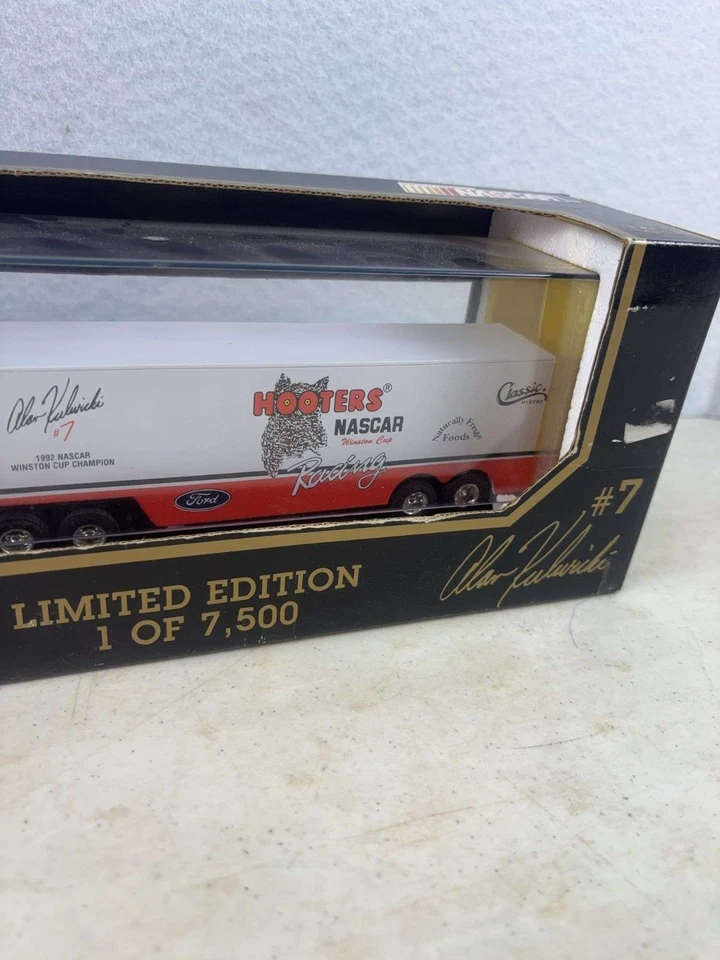 NASCAR
Alan Kulwicki
#7
1992 NASCAR
WINSTON CUP CHAMPION
HOOTERS®
NASCAR
Winston Cup
Racing
Naturally Fresh
Foods
Classic
Ford
#7
Alan Kulwicki
LIMITED EDITION
1 OF 7,500